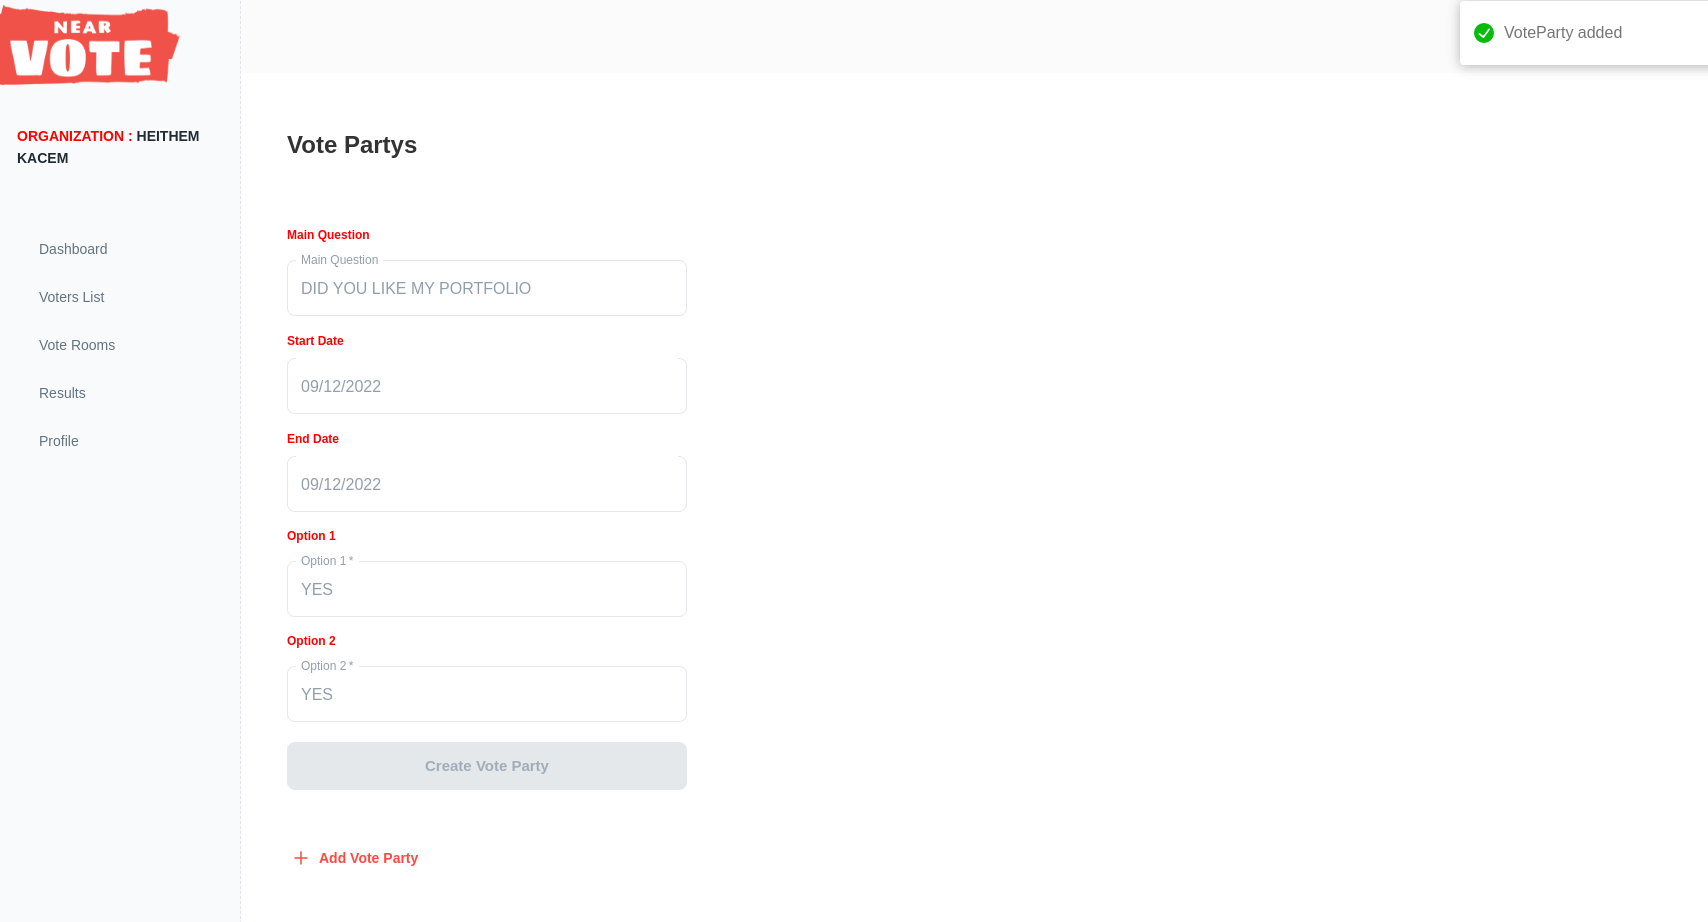 NEAR
VOTE
VoteParty added
ORGANIZATION : HEITHEM
KACEM
Dashboard
Voters List
Vote Rooms
Results
Profile
Vote Partys
Main Question
Main Question
DID YOU LIKE MY PORTFOLIO
Start Date
09/12/2022
End Date
09/12/2022
Option 1
Option 1 *
YES
Option 2
Option 2 *
YES
Create Vote Party
Add Vote Party